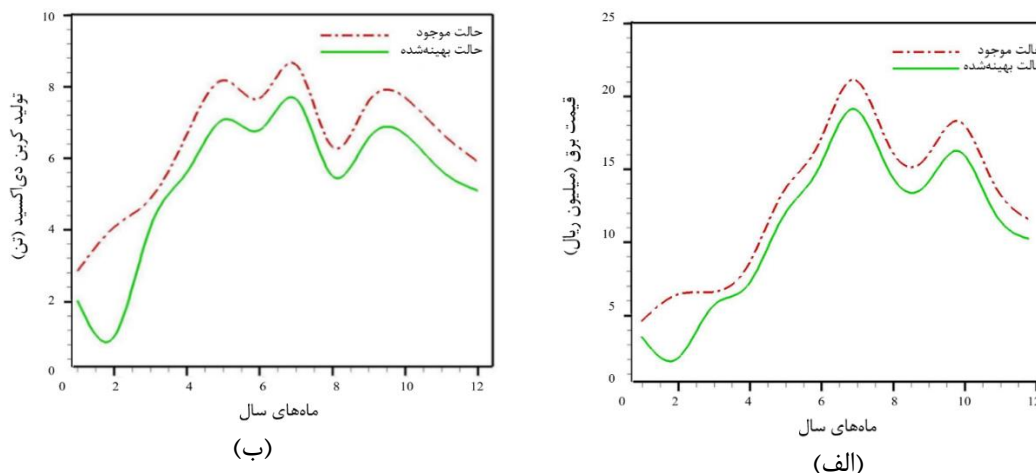 25
20
15
10
5
0
0
2
4
6
8
10
12
حالت موجود
حالت بهینه‌شده
قیمت برق (میلیون ریال)
ماه‌های سال
(الف)
10
8
6
4
2
0
0
2
4
6
8
10
12
حالت موجود
حالت بهینه‌شده
تولید کربن دی‌اکسید (تن)
ماه‌های سال
(ب)